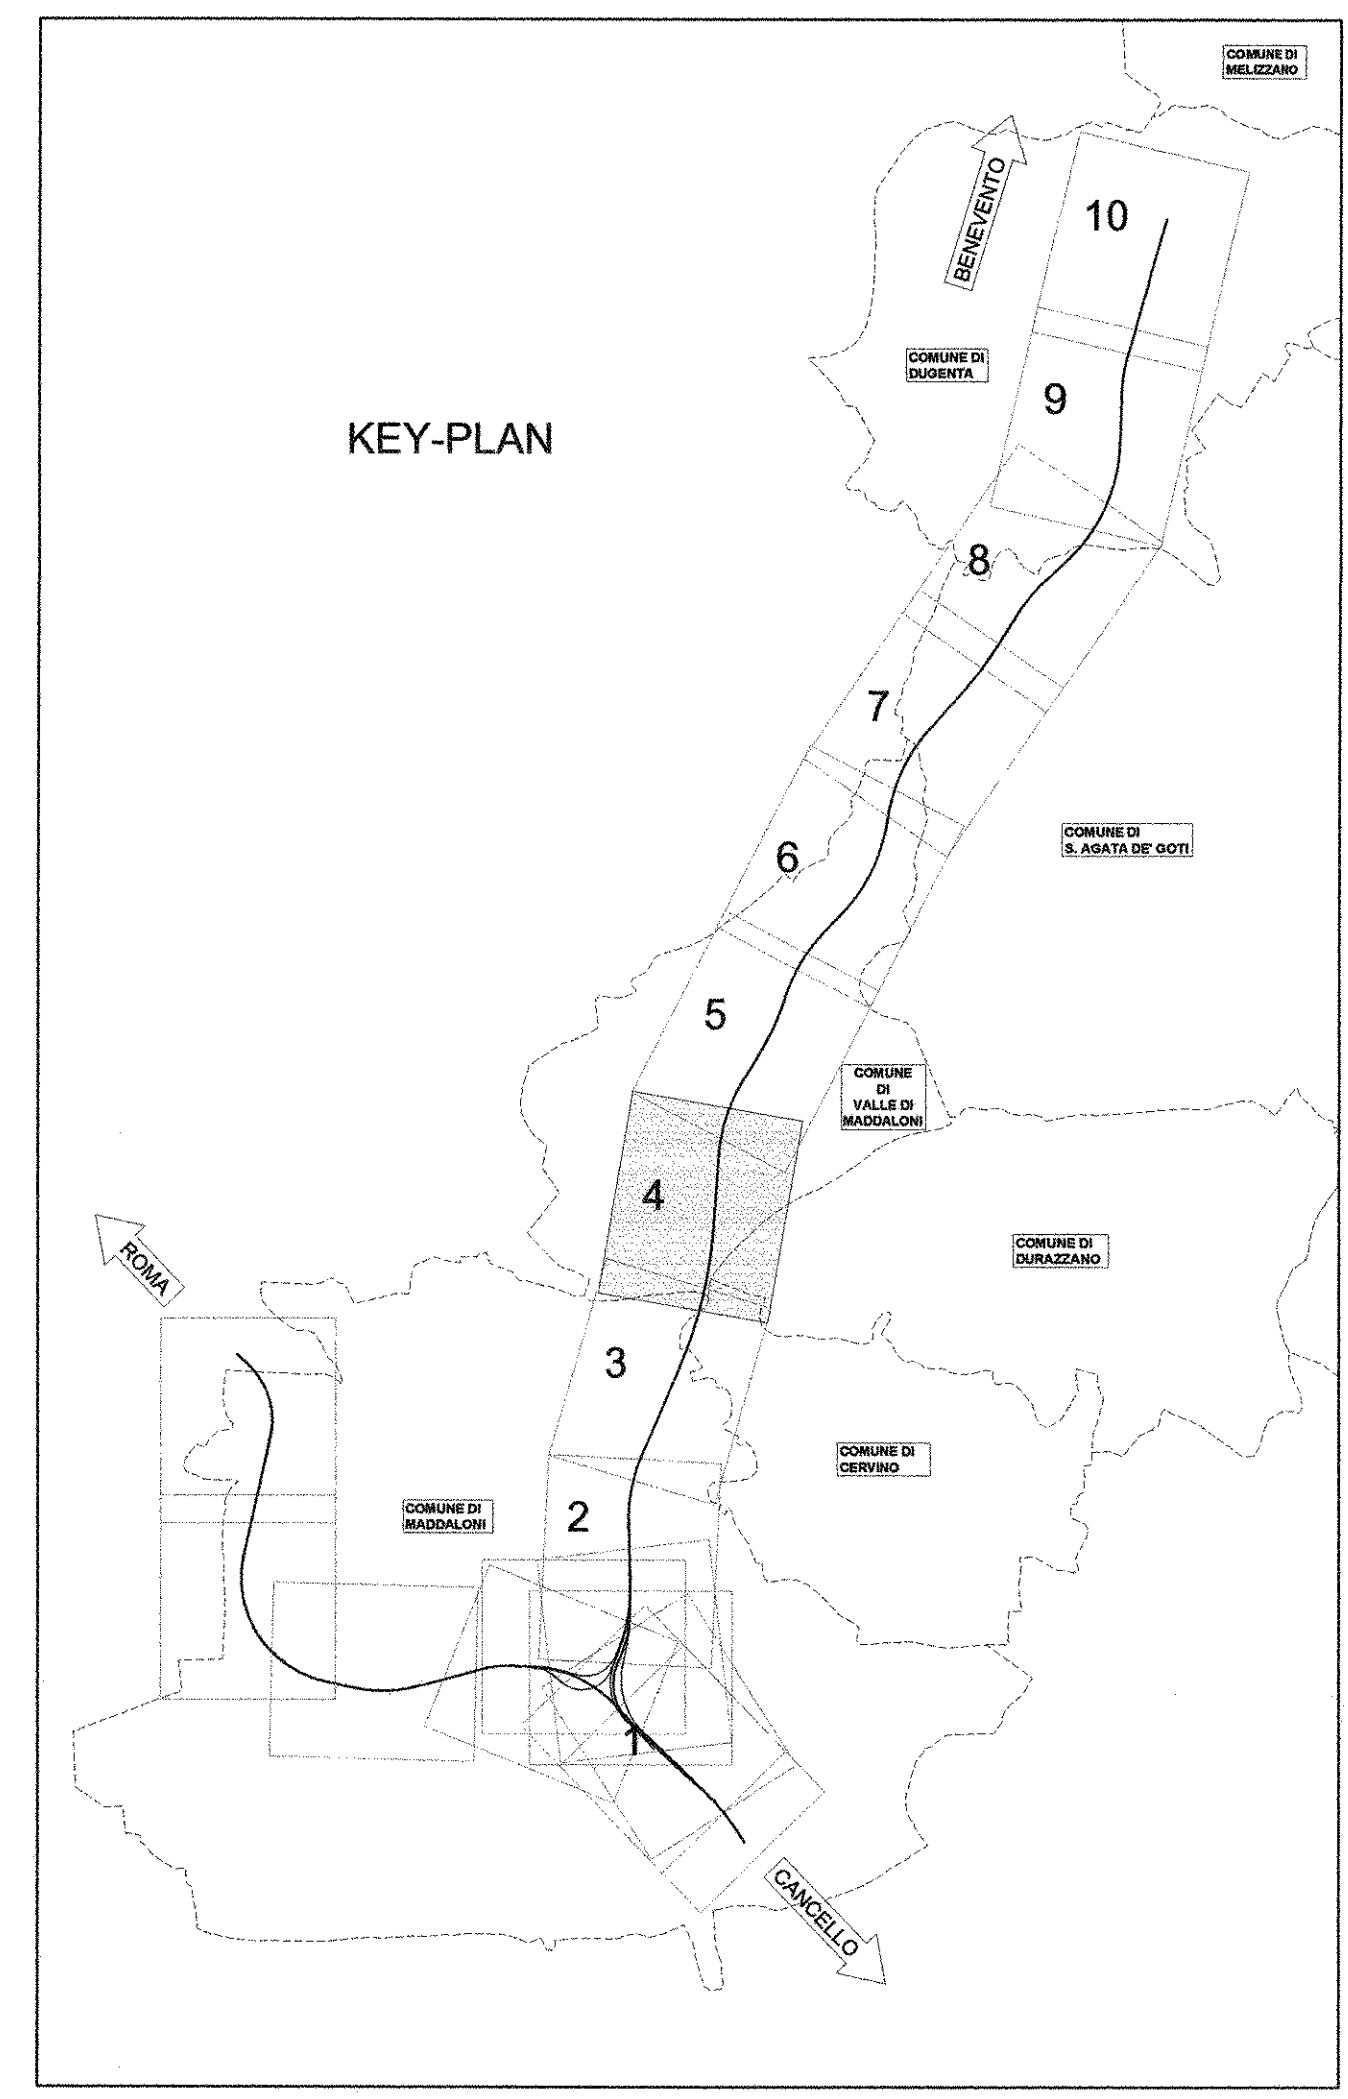 COMUNE DI
MELIZZANO
BENEVENTO
10
COMUNE DI
DUGENTA
9
KEY-PLAN
8
7
COMUNE DI
S. AGATA DE' GOTI
6
5
COMUNE
DI
VALLE DI
MADDALONI
4
ROMA
COMUNE DI
DURAZZANO
3
COMUNE DI
CERVINO
COMUNE DI
MADDALONI
2
1
CANCELLO